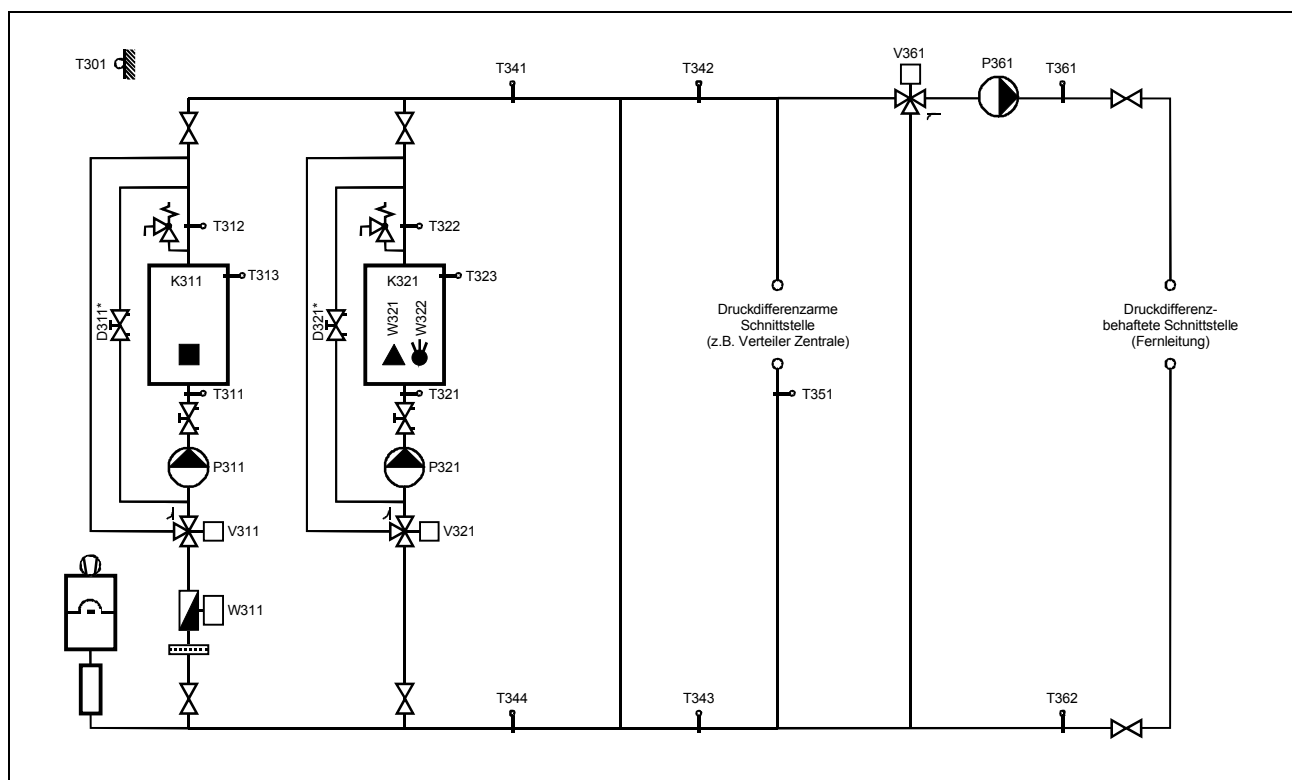 T301
T341
T342
V361
P361
T361
T312
T322
K311
T313
K321
T323
D311*
D321*
W321
W322
Druckdifferenzarme
Schnittstelle
(z.B. Verteiler Zentrale)
Druckdifferenz-
behaftete Schnittstelle
(Fernleitung)
T311
T321
T351
P311
P321
V311
V321
W311
T344
T343
T362